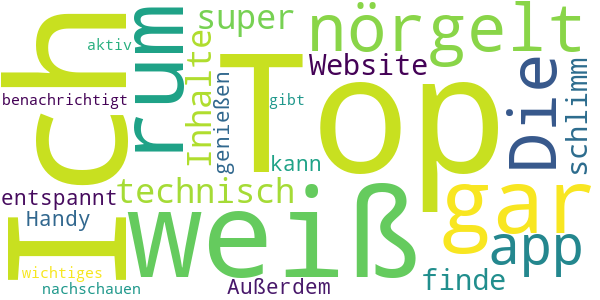 Ich
rum
super
nörgelt
aktiv
Inhalte
Top
Website
Die
schlimm
benachrichtigt
genießen
gibt
kann
entspannt
technisch
weiß
gar
app
Handy
wichtiges
nachschauen
Außerdem
finde